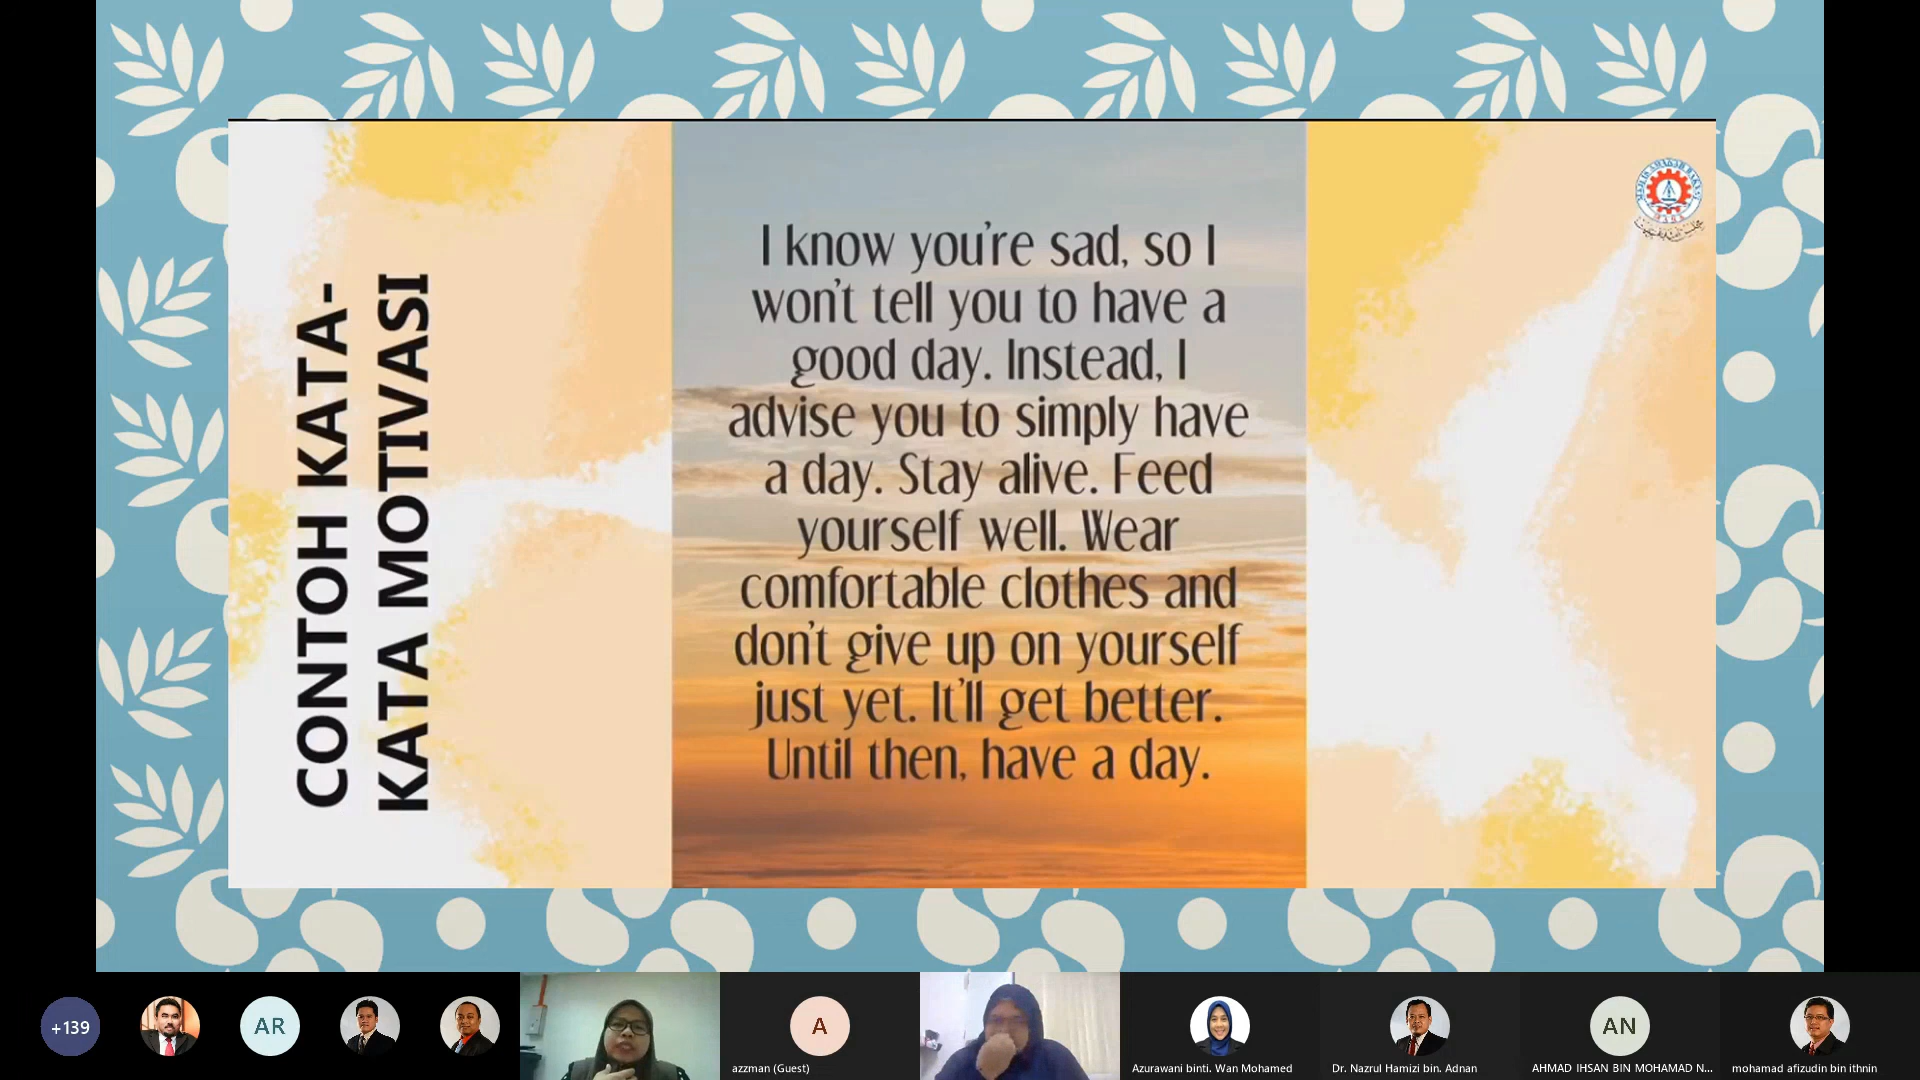 CONTOH KATA-
KATA MOTIVASI
I know you're sad, so I
won't tell you to have a
good day. Instead, I
advise you to simply have
a day. Stay alive. Feed
yourself well. Wear
comfortable clothes and
don't give up on yourself
just yet. It'll get better.
Until then, have a day.
+139
AR
A
AN
azzman (Guest)
Azurawani binti. Wan Mohamed
Dr. Nazrul Hamizi bin. Adnan
AHMAD IHSAN BIN MOHAMAD N...
mohamad afizudin bin ithnin